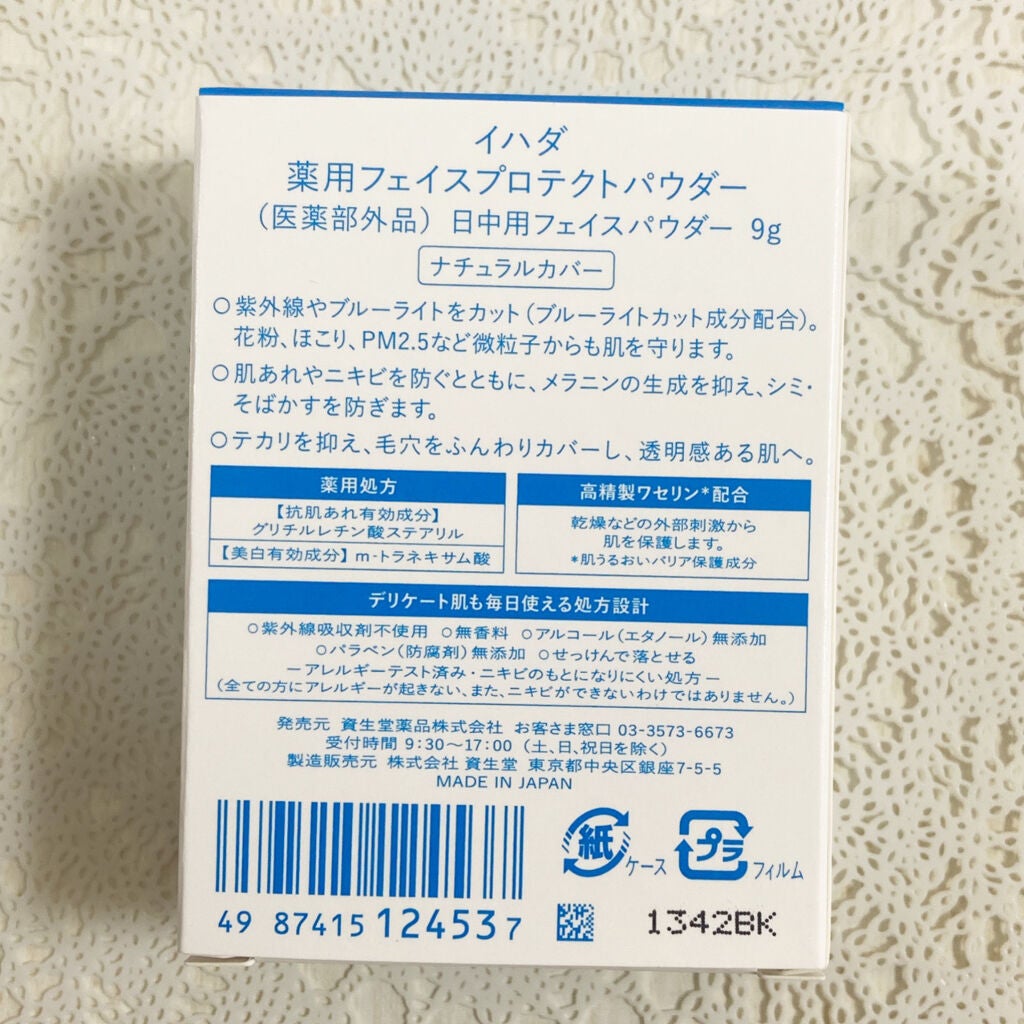 イハダ
薬用フェイスプロテクトパウダー
（医薬部外品）日中用フェイスパウダー 9g
ナチュラルカバー
○紫外線やブルーライトをカット（ブルーライトカット成分配合）。
花粉、ほこり、PM2.5など微粒子からも肌を守ります。
○肌あれやニキビを防ぐとともに、メラニンの生成を抑え、シミ・
そばかすを防ぎます。
○テカリを抑え、毛穴をふんわりカバーし、透明感ある肌へ。
薬用処方
【抗肌あれ有効成分】
グリチルレチン酸ステアリル
【美白有効成分】m-トラネキサム酸
高精製ワセリン*配合
乾燥などの外部刺激から
肌を保護します。
*肌うるおいバリア保護成分
デリケート肌も毎日使える処方設計
○紫外線吸収剤不使用 ○無香料 ○アルコール（エタノール）無添加
○パラベン（防腐剤）無添加 ○せっけんで落とせる
－アレルギーテスト済み・ニキビのもとになりにくい処方－
（全ての方にアレルギーが起きない、また、ニキビができないわけではありません。）
発売元 資生堂薬品株式会社 お客さま窓口 03-3573-6673
受付時間 9:30〜17:00（土、日、祝日を除く）
製造販売元 株式会社 資生堂 東京都中央区銀座7-5-5
MADE IN JAPAN
紙 ケース
プラ フィルム
49 87415 12453 7
1342BK